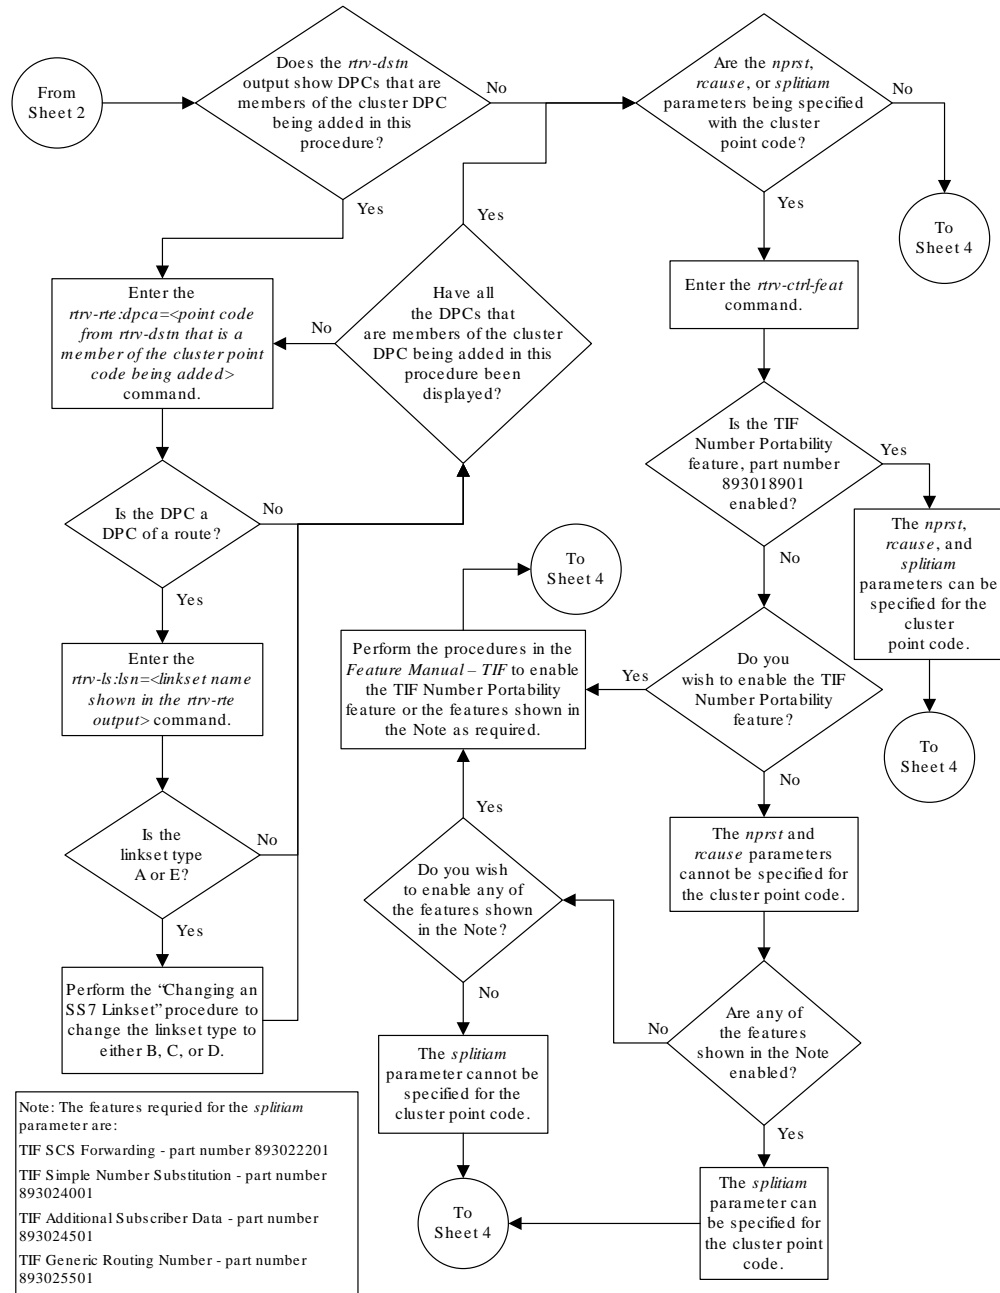 From
Sheet 2
Does the rtrv-dstn
output show DPCs that are
members of the cluster DPC
being added in this
procedure?
No
Yes
Are the nprst,
rcause, or splitiam
parameters being specified
with the cluster
point code?
No
Yes
To
Sheet 4
Enter the
rtrv-rte:dpca=<point code
from rtrv-dstn that is a
member of the cluster point
code being added>
command.
Have all
the DPCs that
are members of the cluster
DPC being added in this
procedure been
displayed?
Yes
No
Enter the rtrv-ctrl-feat
command.
Is the DPC a
DPC of a route?
No
Yes
Is the TIF
Number Portability
feature, part number
893018901
enabled?
Yes
No
The nprst,
rcause, and
splitiam
parameters can be
specified for the
cluster
point code.
To
Sheet 4
To
Sheet 4
Enter the
rtrv-ls:lsn=<linkset name
shown in the rtrv-rte
output> command.
Perform the procedures in the
Feature Manual – TIF to enable
the TIF Number Portability
feature or the features shown in
the Note as required.
Do you
wish to enable the TIF
Number Portability
feature?
Yes
No
Is the
linkset type
A or E?
No
Yes
Do you wish
to enable any of
the features shown
in the Note?
Yes
No
The nprst and
rcause parameters
cannot be specified for
the cluster point code.
Perform the “Changing an
SS7 Linkset” procedure to
change the linkset type to
either B, C, or D.
Are any of
the features
shown in the Note
enabled?
No
Yes
The splitiam
parameter cannot be
specified for the
cluster point code.
To
Sheet 4
The splitiam
parameter can
be specified for
the cluster point
code.
Note: The features requried for the splitiam
parameter are:
TIF SCS Forwarding - part number 893022201
TIF Simple Number Substitution - part number
893024001
TIF Additional Subscriber Data - part number
893024501
TIF Generic Routing Number - part number
893025501